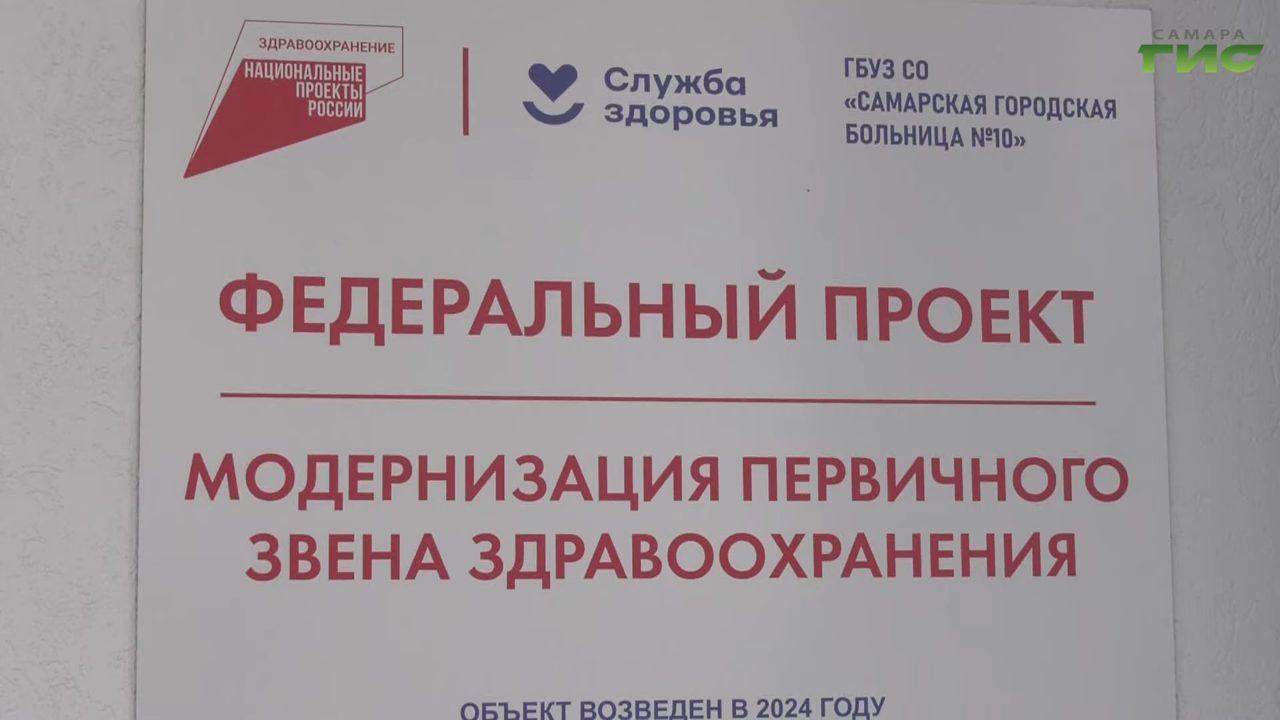 ЗДРАВООХРАНЕНИЕ
НАЦИОНАЛЬНЫЕ
ПРОЕКТЫ
РОССИИ
Служба
здоровья
ГБУЗ СО
«САМАРСКАЯ ГОРОДСКАЯ
БОЛЬНИЦА №10»
САМАРА
ГИС
ФЕДЕРАЛЬНЫЙ ПРОЕКТ
МОДЕРНИЗАЦИЯ ПЕРВИЧНОГО
ЗВЕНА ЗДРАВООХРАНЕНИЯ
ОБЪЕКТ ВОЗВЕДЕН В 2024 ГОДУ